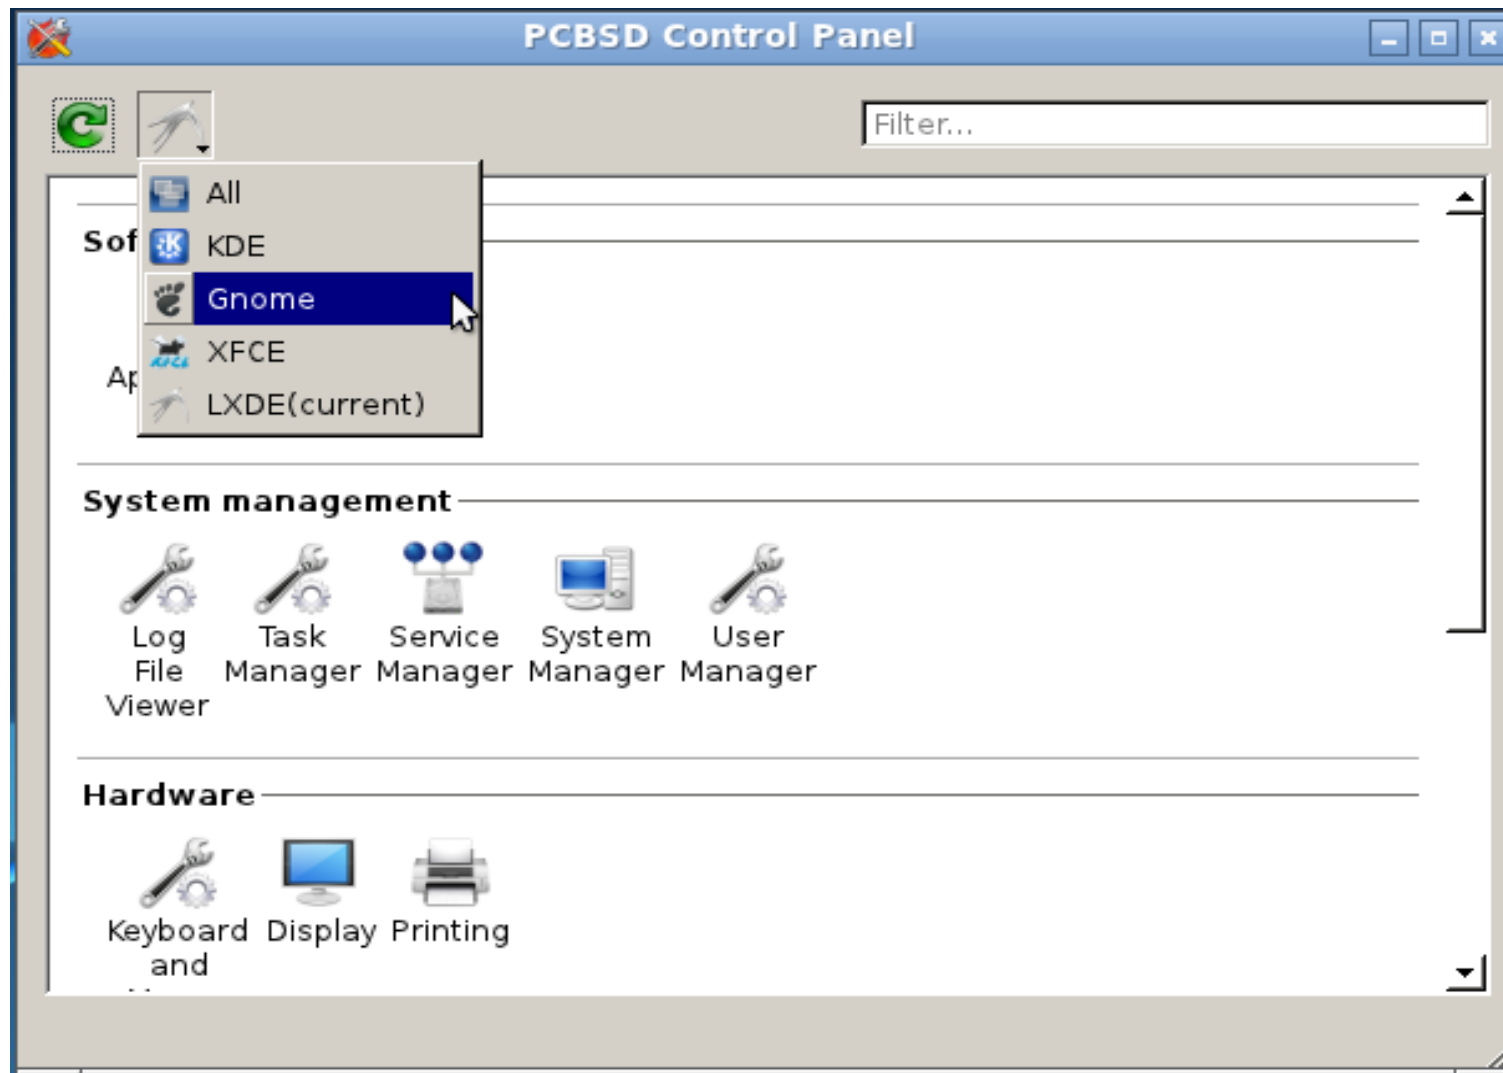 PCBSD Control Panel
Filter...
All
KDE
Gnome
XFCE
LXDE(current)
Sof
Ap
System management
Log File Viewer
Task Manager
Service Manager
System Manager
User Manager
Hardware
Keyboard and
Display
Printing